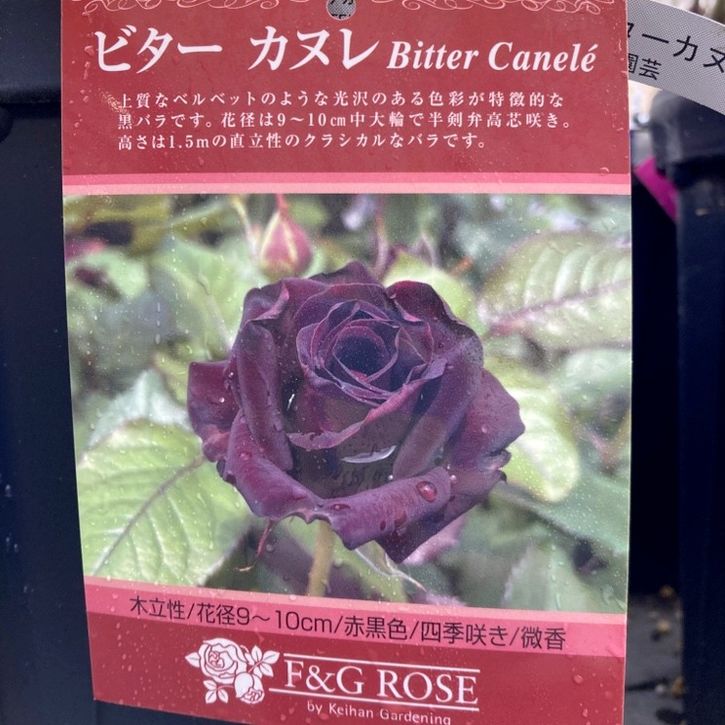 ビター カヌレ Bitter Canelé
上質なベルベットのような光沢のある色彩が特徴的な
黒バラです。花径は9〜10㎝中大輪で半剣弁高芯咲き。
高さは1.5mの直立性のクラシカルなバラです。
ターカヌ
園芸
木立性/花径9〜10cm/赤黒色/四季咲き/微香
F&G ROSE
by Keihan Gardening